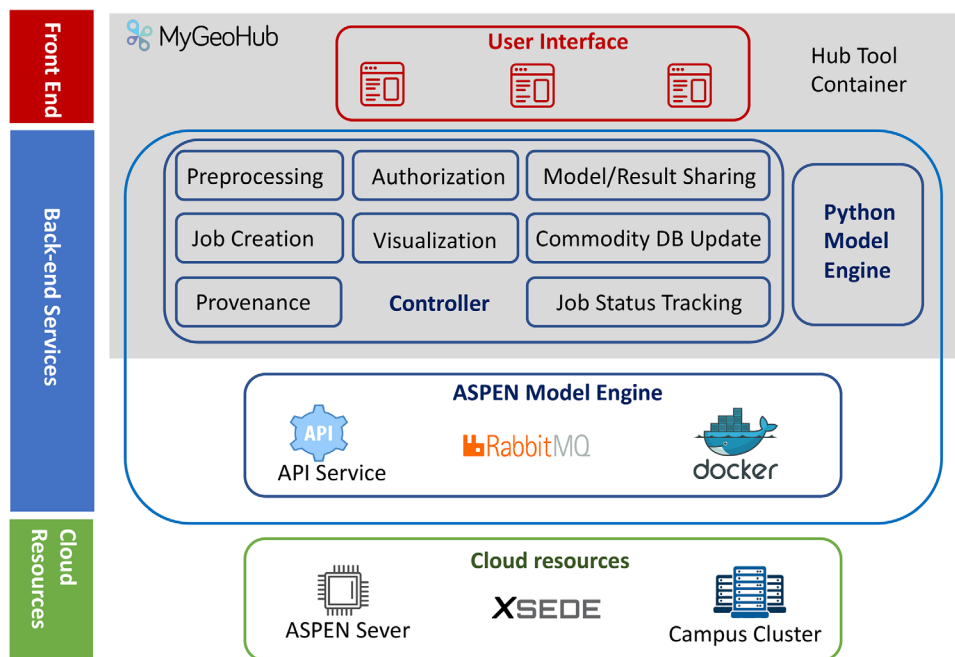 Front End
MyGeoHub
User Interface
Hub Tool
Container
Back-end Services
Preprocessing
Authorization
Model/Result Sharing
Job Creation
Visualization
Commodity DB Update
Provenance
Controller
Job Status Tracking
Python
Model
Engine
ASPEN Model Engine
API
API Service
RabbitMQ
docker
Cloud
Resources
Cloud resources
ASPEN Sever
XSEDE
Campus Cluster